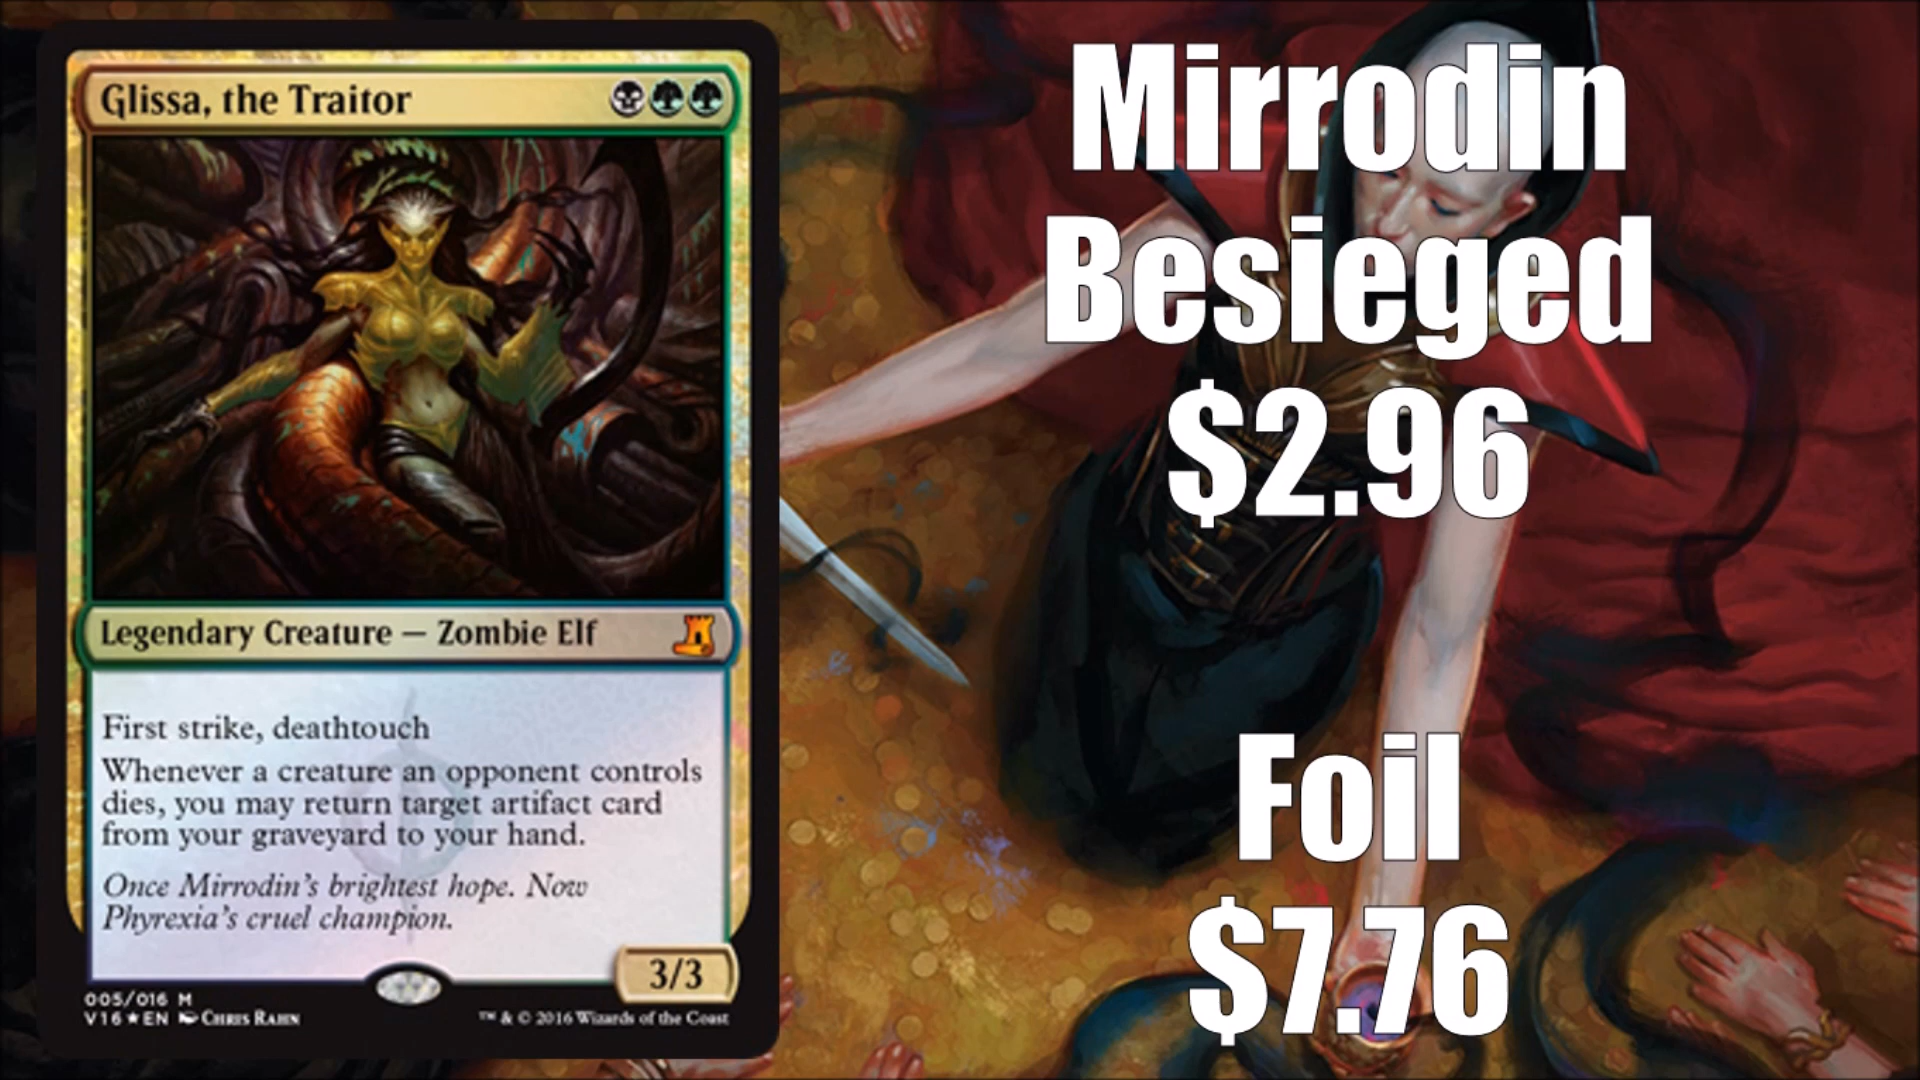 Glissa, the Traitor
Legendary Creature — Zombie Elf
First strike, deathtouch
Whenever a creature an opponent controls
dies, you may return target artifact card
from your graveyard to your hand.
Once Mirrodin's brightest hope. Now
Phyrexia's cruel champion.
3/3
005/016 M
V16★EN Chris Rahn
™ & © 2016 Wizards of the Coast
Mirrodin
Besieged
$2.96
Foil
$7.76